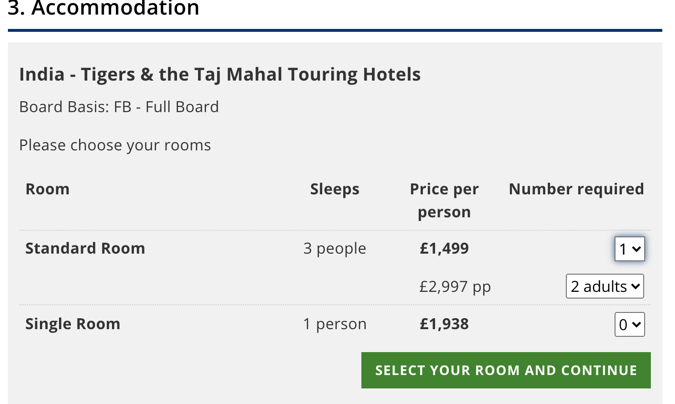 3. Accommodation
India - Tigers & the Taj Mahal Touring Hotels
Board Basis: FB - Full Board
Please choose your rooms
Room Sleeps Price per person Number required
Standard Room 3 people £1,499 1
£2,997 pp 2 adults
Single Room 1 person £1,938 0
SELECT YOUR ROOM AND CONTINUE